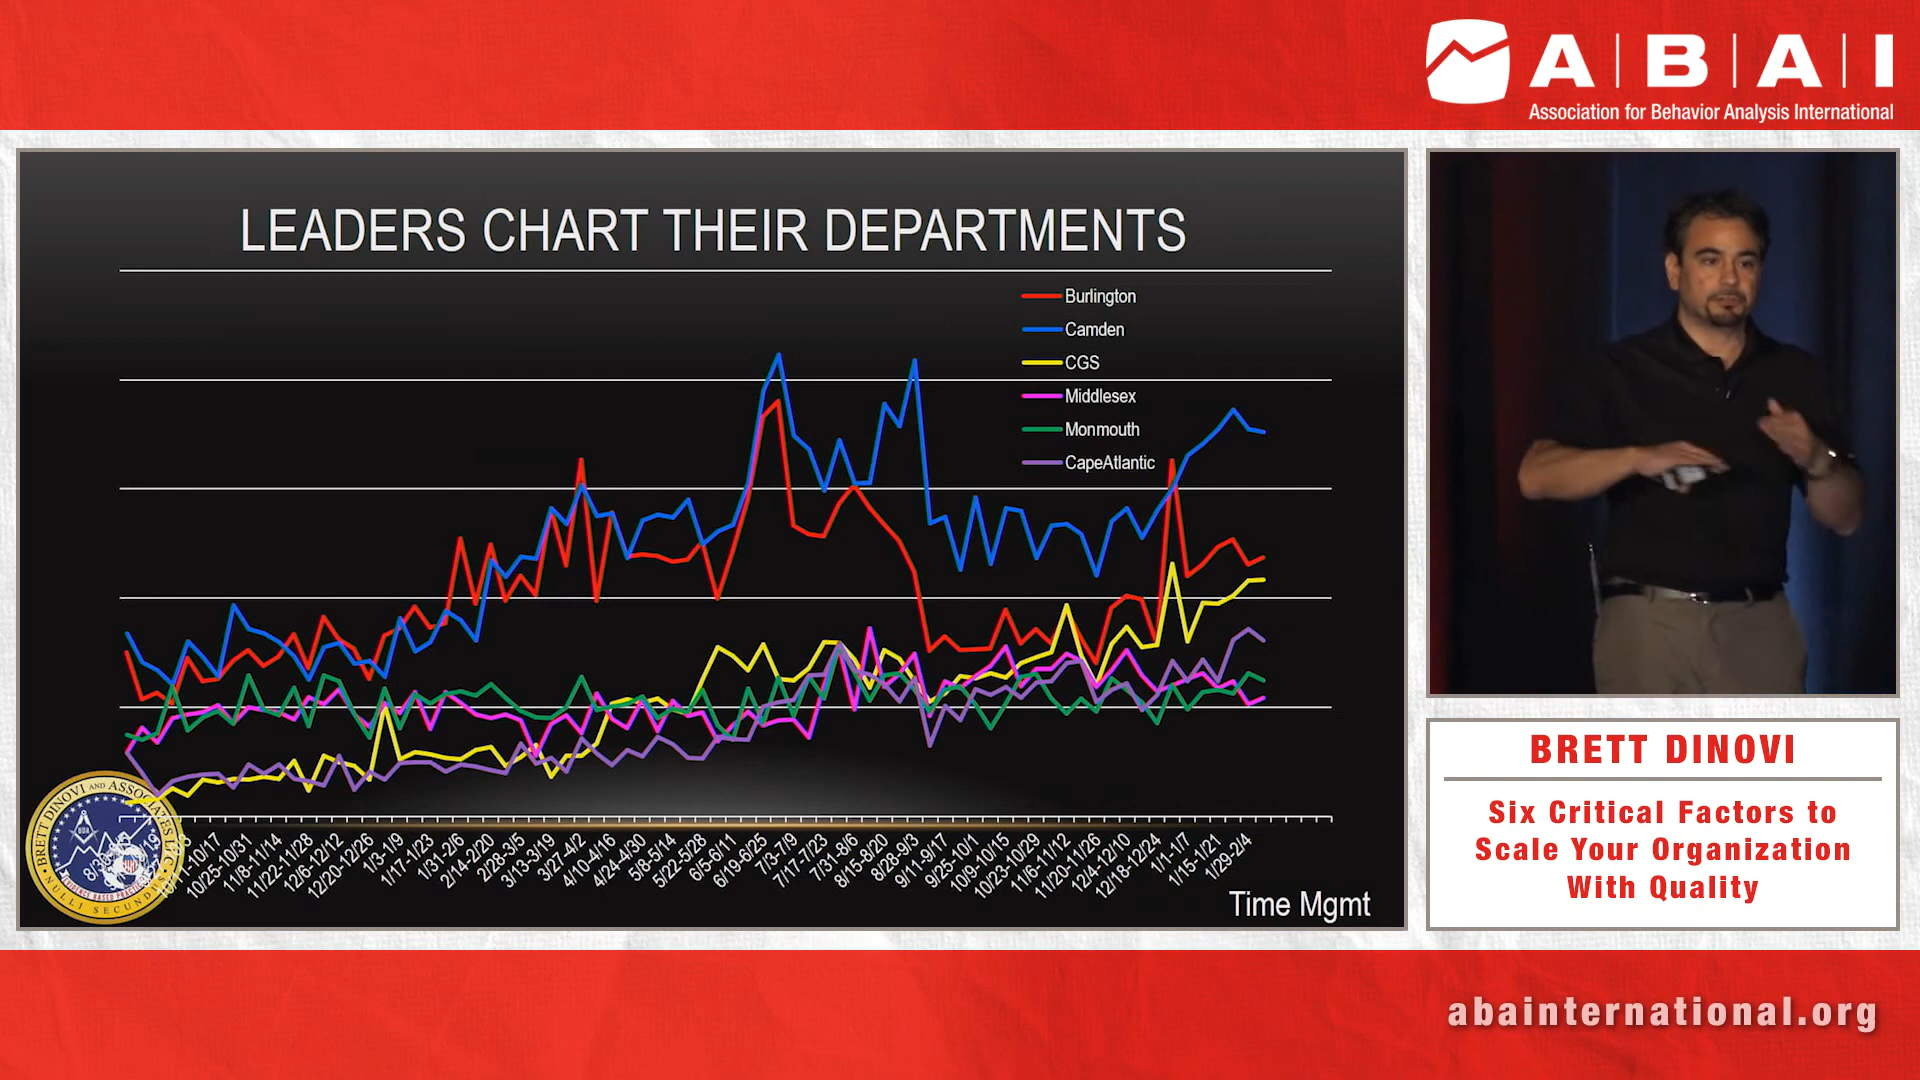 A|B|A|I
Association for Behavior Analysis International
LEADERS CHART THEIR DEPARTMENTS
Burlington
Camden
CGS
Middlesex
Monmouth
CapeAtlantic
10/25-10/31
11/8-11/14
11/22-11/28
12/6-12/12
12/20-12/26
1/3-1/9
1/17-1/23
1/31-2/6
2/14-2/20
2/28-3/5
3/13-3/19
3/27-4/2
4/10-4/16
4/24-4/30
5/8-5/14
5/22-5/28
6/5-6/11
6/19-6/25
7/3-7/9
7/17-7/23
7/31-8/6
8/15-8/20
8/28-9/3
9/11-9/17
9/25-10/1
10/9-10/15
10/23-10/29
11/6-11/12
11/20-11/26
12/4-12/10
12/18-12/24
1/1-1/7
1/15-1/21
1/29-2/4
Time Mgmt
BRETT DINOVI AND ASSOCIATES LLC
NULLI SECUNDUS
BRETT DINOVI
Six Critical Factors to
Scale Your Organization
With Quality
abainternational.org